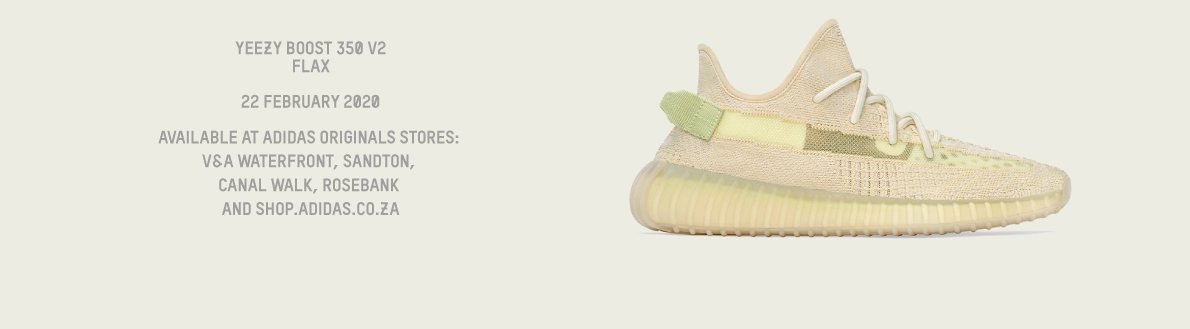 YEEZY BOOST 350 V2
FLAX
22 FEBRUARY 2020
AVAILABLE AT ADIDAS ORIGINALS STORES:
V&A WATERFRONT, SANDTON,
CANAL WALK, ROSEBANK
AND SHOP.ADIDAS.CO.ZA